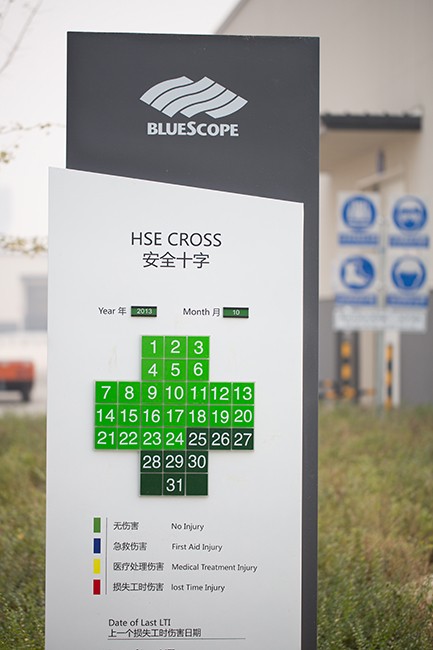 BLUESCOPE
HSE CROSS
安全十字
Year 年 2013 Month 月 10
1 2 3
4 5 6
7 8 9 10 11 12 13
14 15 16 17 18 19 20
21 22 23 24 25 26 27
28 29 30
31
无伤害 No Injury
急救伤害 First Aid Injury
医疗处理伤害 Medical Treatment Injury
损失工时伤害 lost Time Injury
Date of Last LTI
上一个损失工时伤害日期